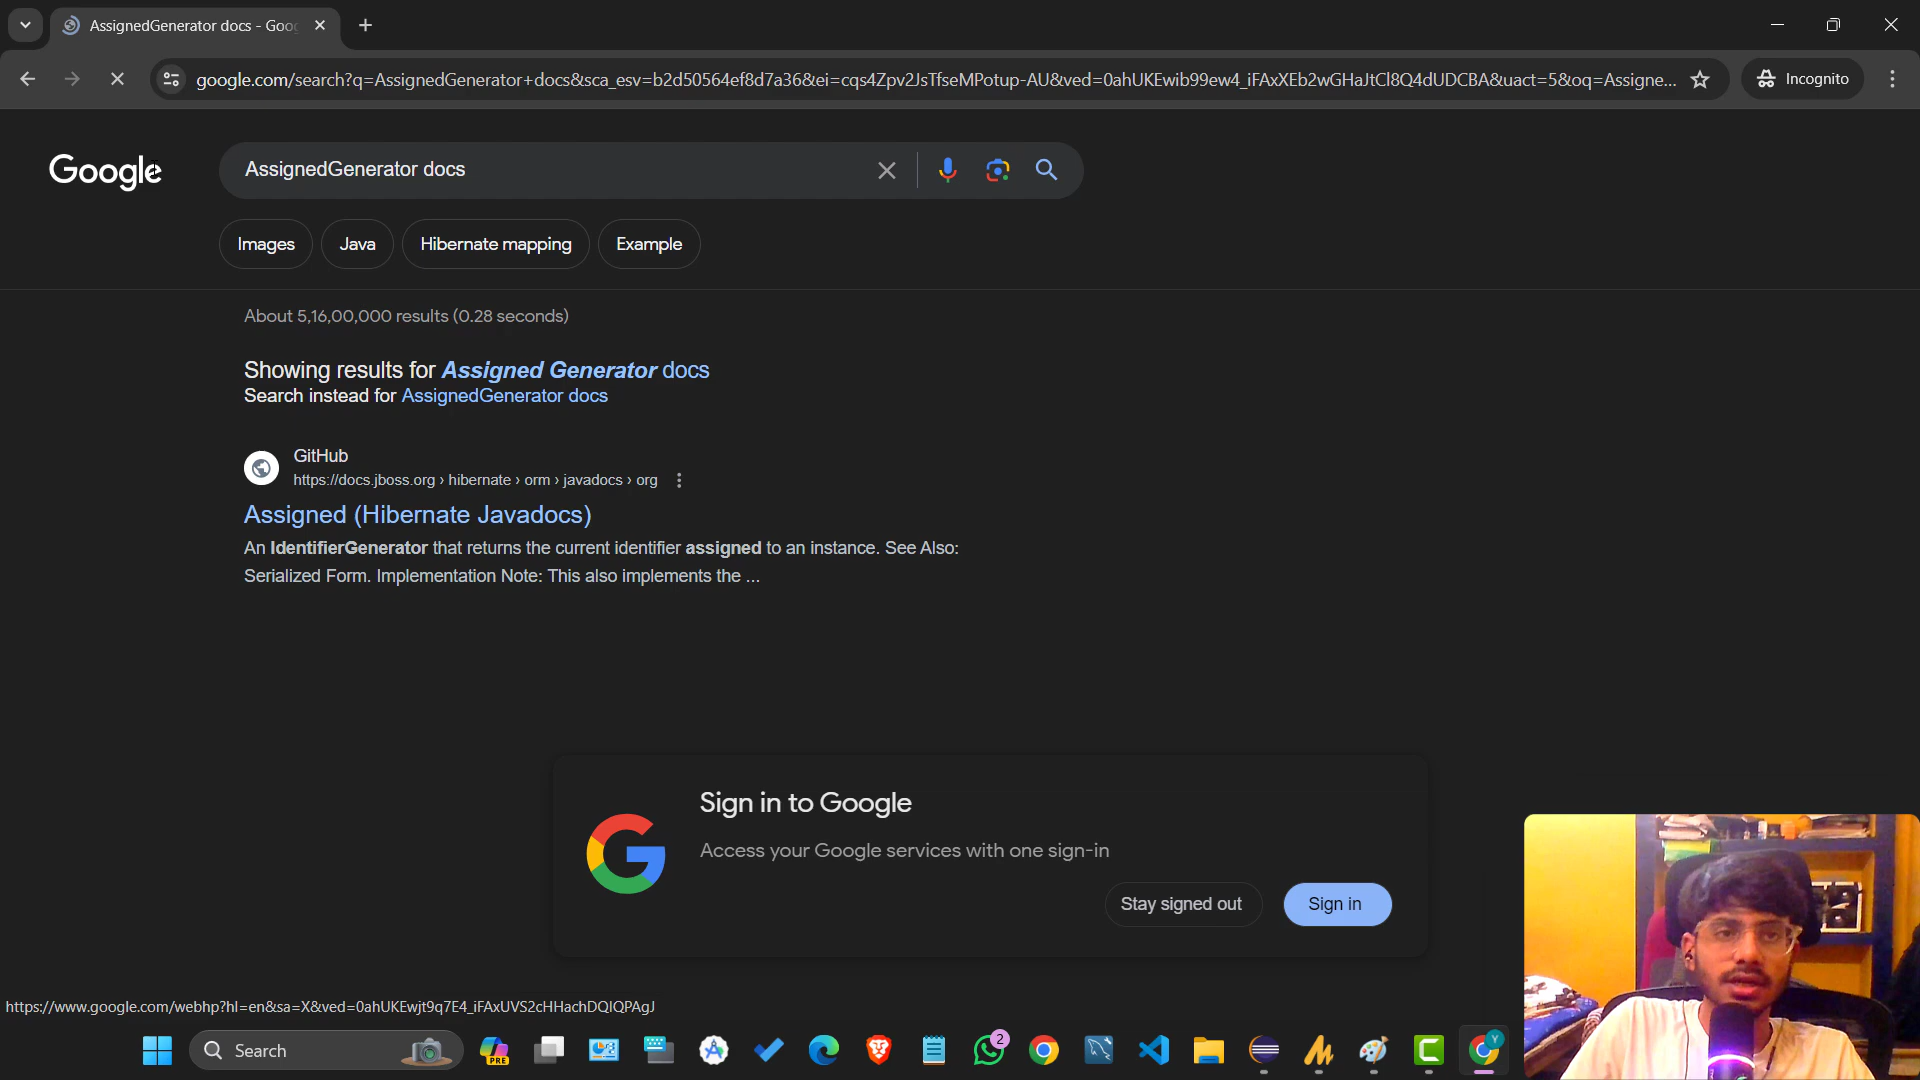 AssignedGenerator docs - Goo
google.com/search?q=AssignedGenerator+docs&sca_esv=b2d50564ef8d7a36&ei=cqs4Zpv2JsTfseMPotup-AU&ved=0ahUKEwib99ew4_iFAxXEb2wGHaJtCl8Q4dUDCBA&uact=5&oq=Assigne...
Incognito
Google
AssignedGenerator docs
Images
Java
Hibernate mapping
Example
About 5,16,00,000 results (0.28 seconds)
Showing results for Assigned Generator docs
Search instead for AssignedGenerator docs
GitHub
https://docs.jboss.org › hibernate › orm › javadocs › org
Assigned (Hibernate Javadocs)
An IdentifierGenerator that returns the current identifier assigned to an instance. See Also:
Serialized Form. Implementation Note: This also implements the ...
Sign in to Google
Access your Google services with one sign-in
Stay signed out
Sign in
https://www.google.com/webhp?hl=en&sa=X&ved=0ahUKEwjt9q7E4_iFAxUVS2cHHachDQIQPAgJ
Search
PRE
2
Y